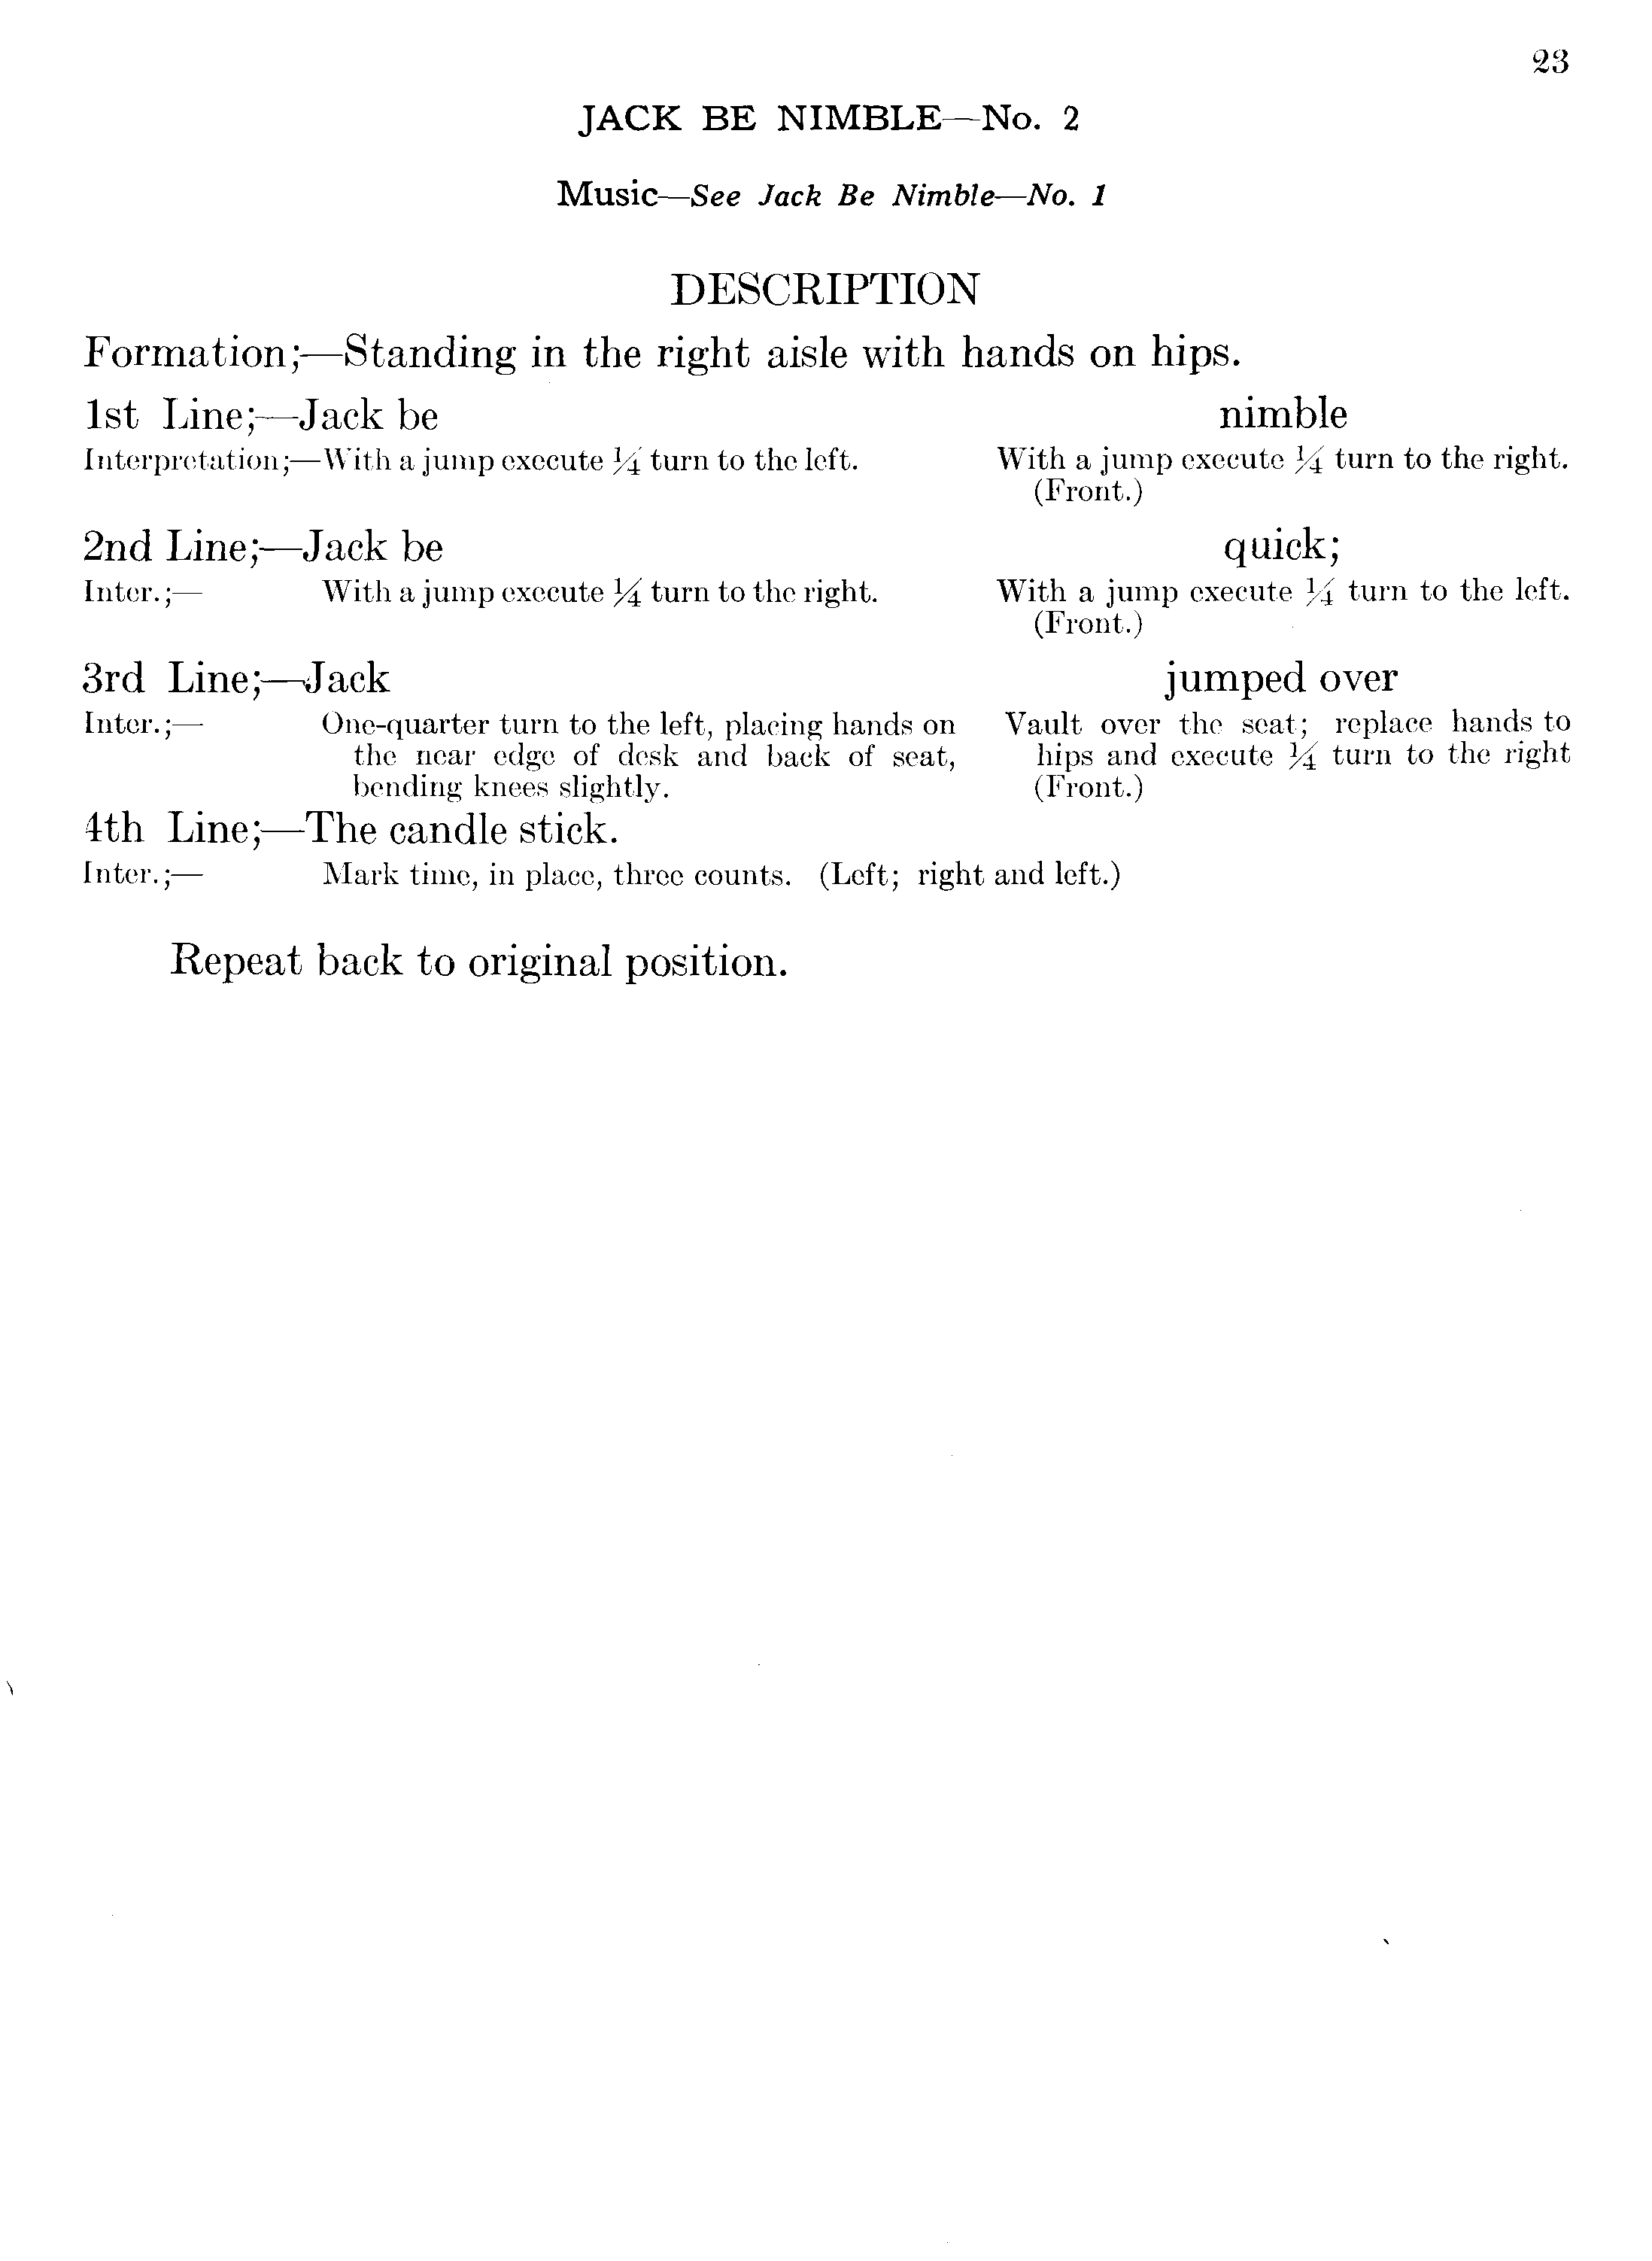 23
JACK BE NIMBLE—No. 2
Music—See Jack Be Nimble—No. 1
DESCRIPTION
Formation;—Standing in the right aisle with hands on hips.
1st Line;—Jack be nimble
Interpretation;—With a jump execute ¼ turn to the left. With a jump execute ¼ turn to the right.
(Front.)
2nd Line;—Jack be quick;
Inter.;— With a jump execute ¼ turn to the right. With a jump execute ¼ turn to the left.
(Front.)
3rd Line;—Jack jumped over
Inter.;— One-quarter turn to the left, placing hands on Vault over the seat; replace hands to
the near edge of desk and back of seat, hips and execute ¼ turn to the right
bending knees slightly. (Front.)
4th Line;—The candle stick.
Inter.;— Mark time, in place, three counts. (Left; right and left.)
Repeat back to original position.